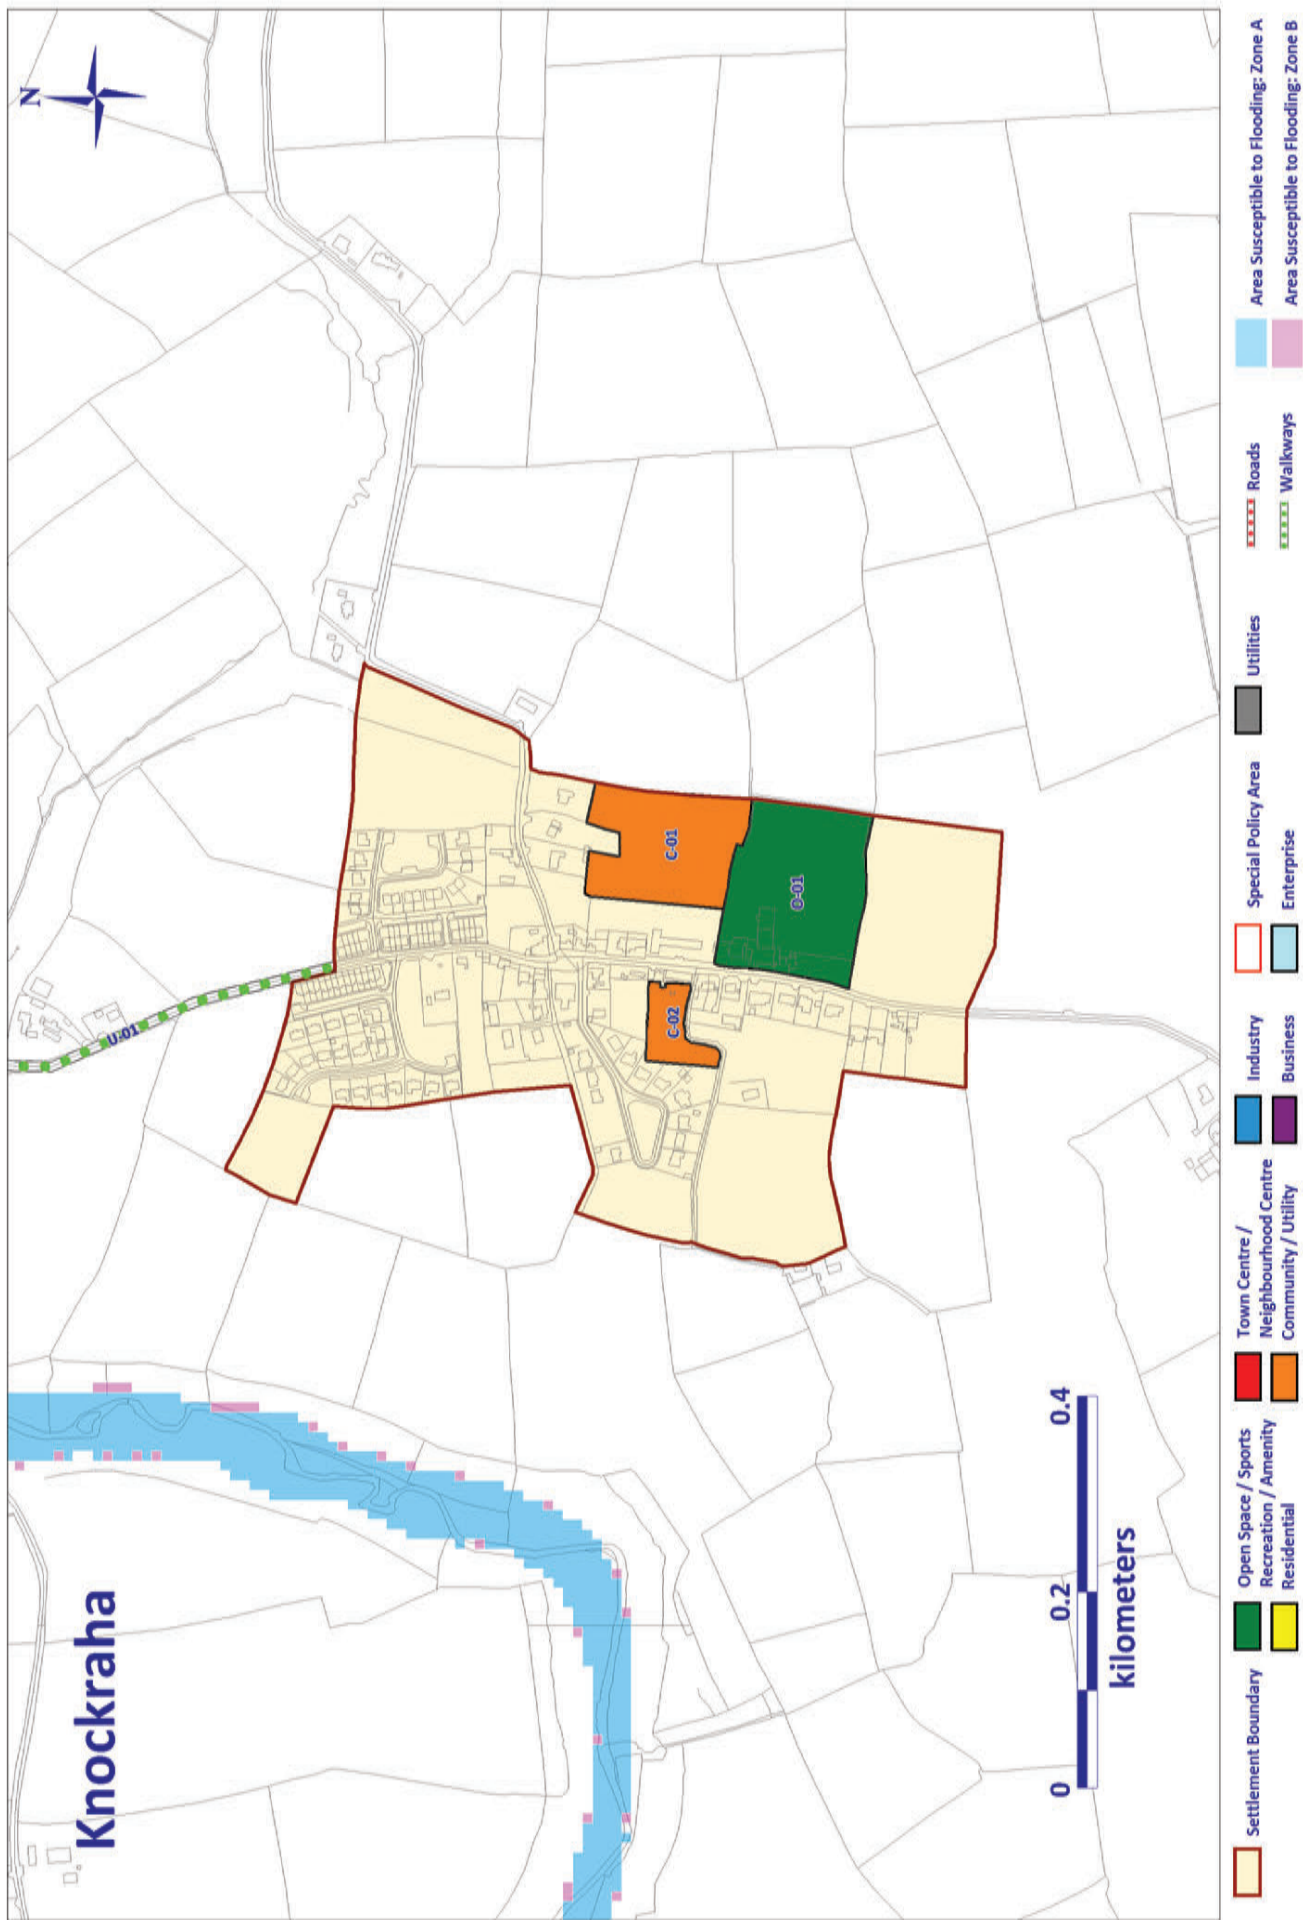 Knockraha
N
U-01
C-01
O-01
C-02
0 0.2 0.4
kilometers
Settlement Boundary
Open Space / Sports
Recreation / Amenity
Residential
Town Centre /
Neighbourhood Centre
Community / Utility
Industry
Business
Special Policy Area
Enterprise
Utilities
Roads
Walkways
Area Susceptible to Flooding: Zone A
Area Susceptible to Flooding: Zone B